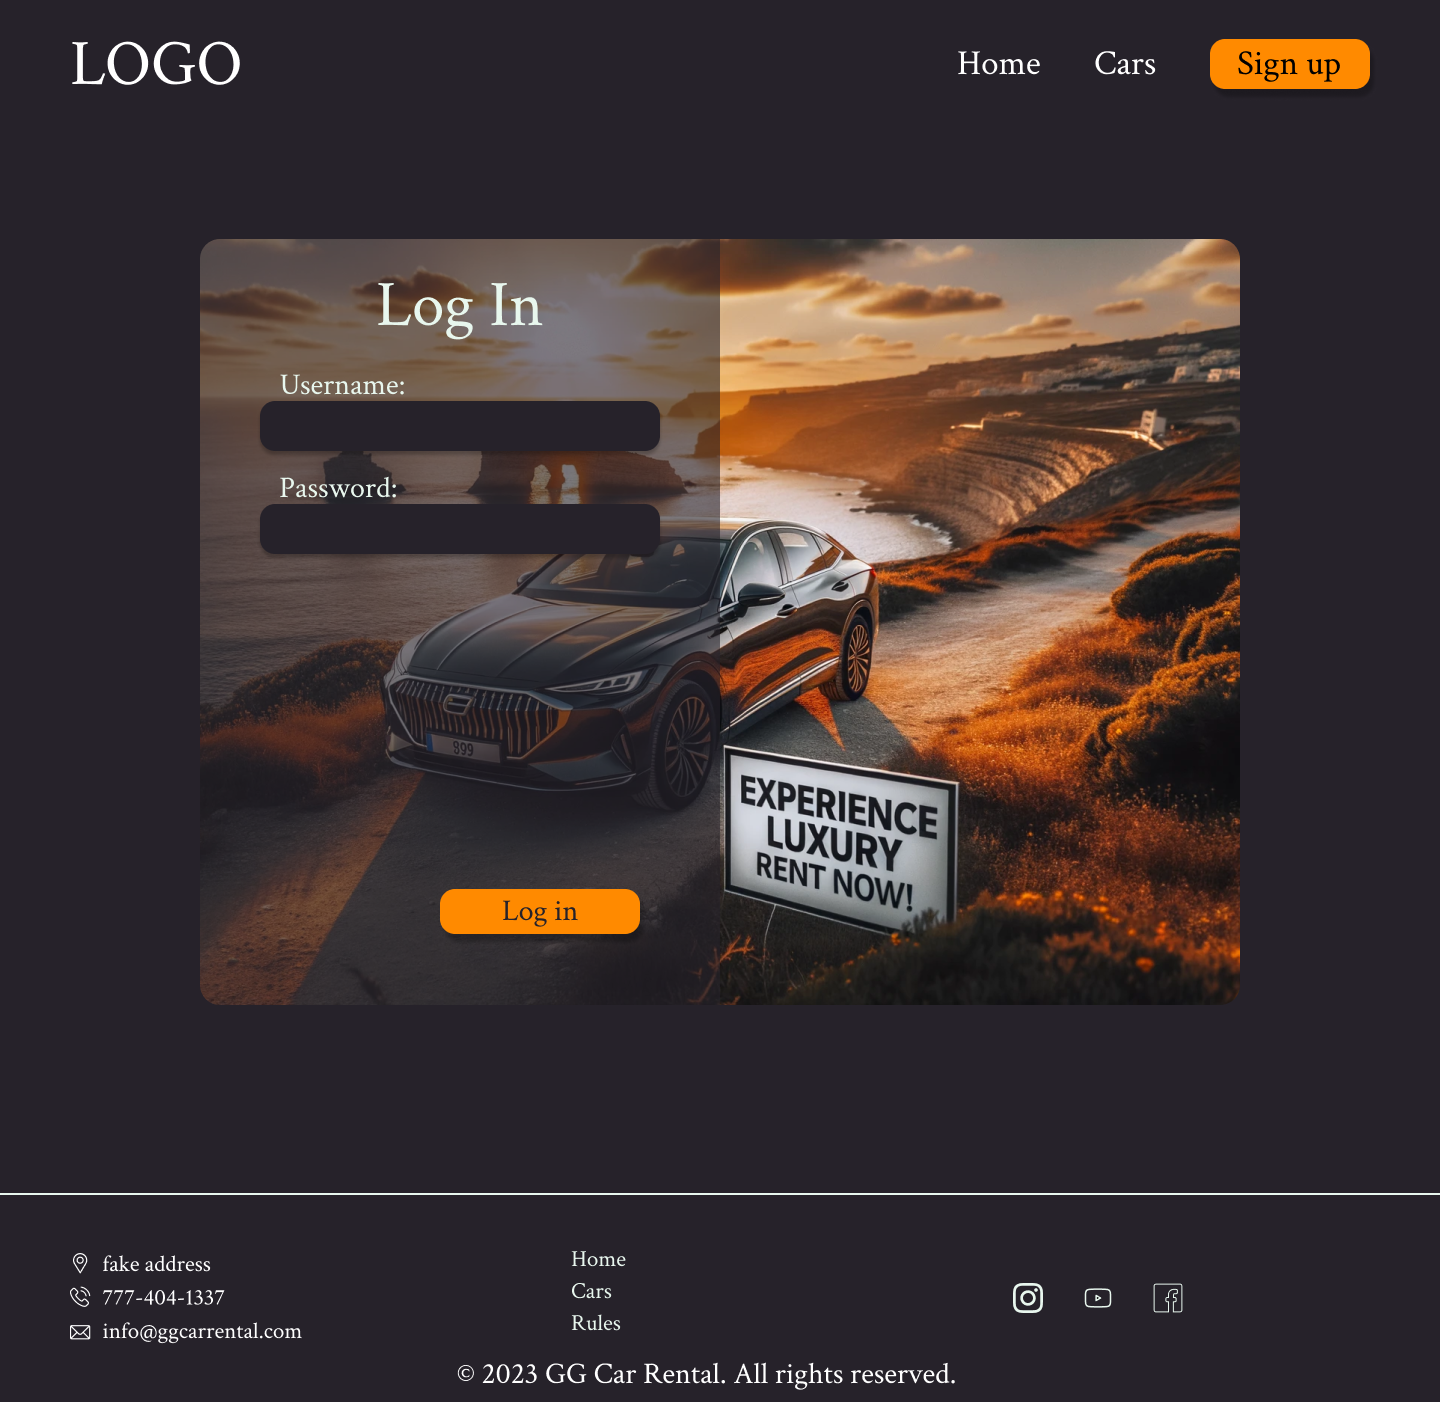 LOGO
Home
Cars
Sign up
Log In
Username:
Password:
899
EXPERIENCE
LUXURY
RENT NOW!
Log in
fake address
777-404-1337
info@ggcarrental.com
Home
Cars
Rules
© 2023 GG Car Rental. All rights reserved.